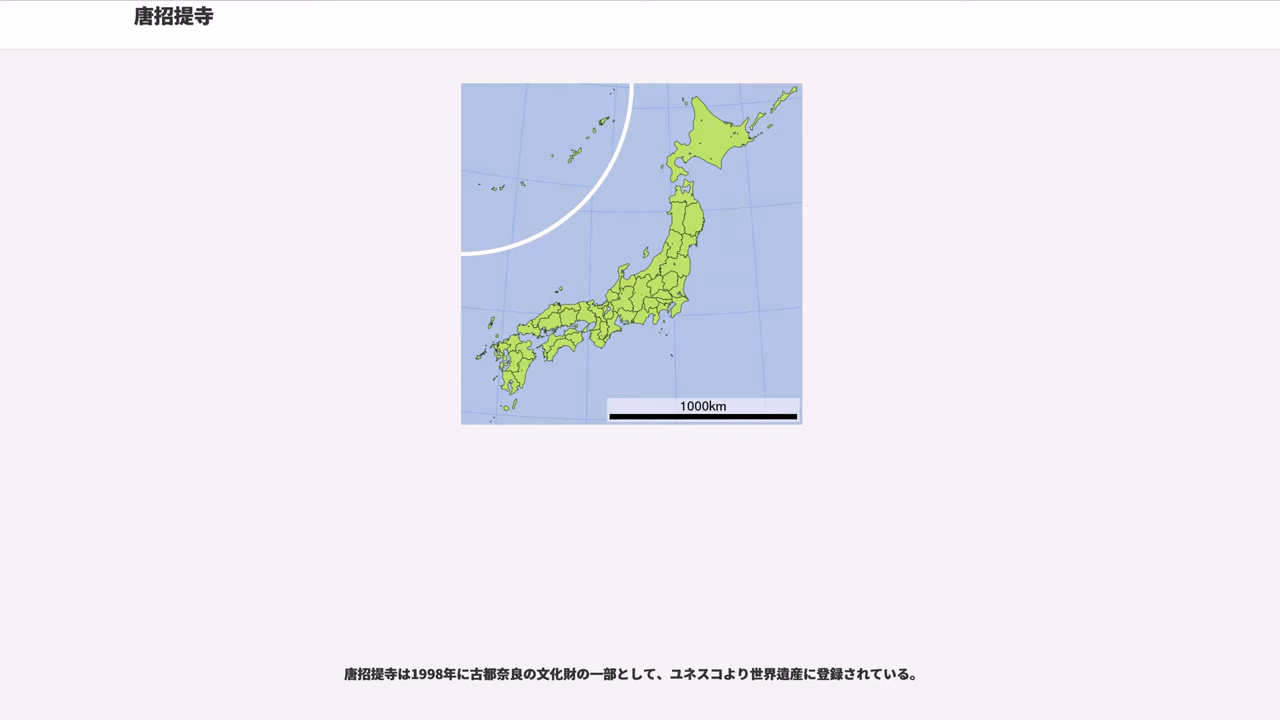 唐招提寺
1000km
唐招提寺は1998年に古都奈良の文化財の一部として、ユネスコより世界遺産に登録されている。